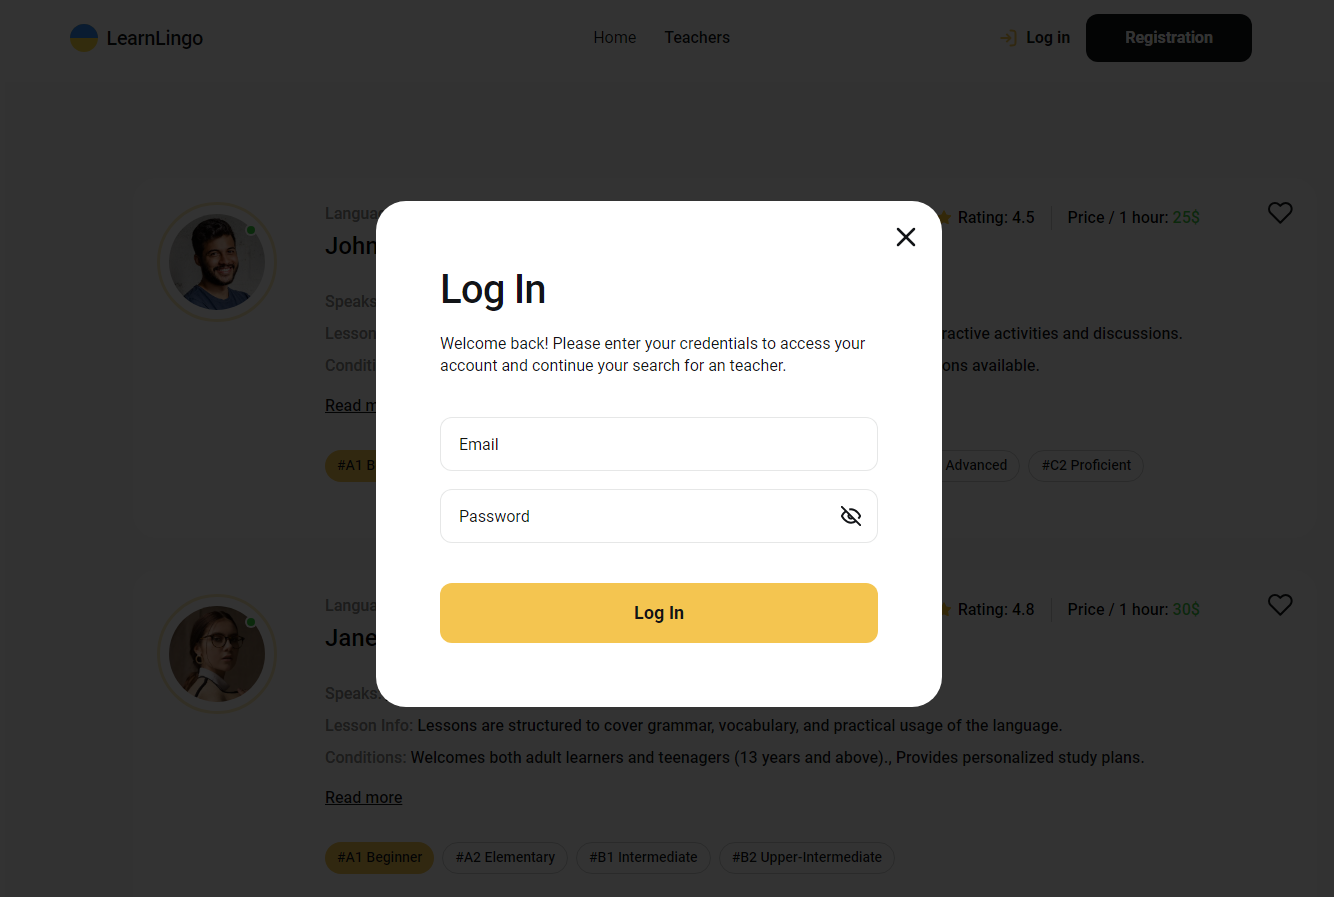 LearnLingo
Home
Teachers
Log in
Registration
Rating: 4.5
Price / 1 hour: 25$
John
Speaks
Lesson
activities and discussions.
available.
Read
#A1
Advanced
#C2 Proficient
Log In
Welcome back! Please enter your credentials to access your
account and continue your search for an teacher.
Email
Password
Log In
Rating: 4.8
Price / 1 hour: 30$
Jane
Speaks
Lesson Info: Lessons are structured to cover grammar, vocabulary, and practical usage of the language.
Conditions: Welcomes both adult learners and teenagers (13 years and above)., Provides personalized study plans.
Read more
#A1 Beginner
#A2 Elementary
#B1 Intermediate
#B2 Upper-Intermediate